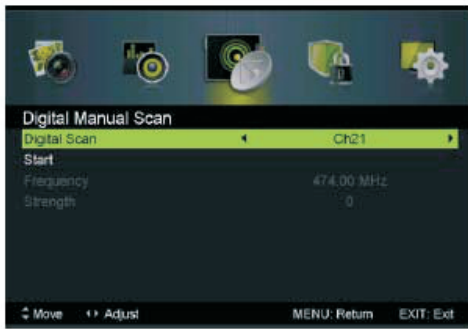 Digital Manual Scan
Digital Scan Ch21
Start
Frequency 474.00 MHz
Strength 0
Move Adjust MENU: Return EXIT: Exit